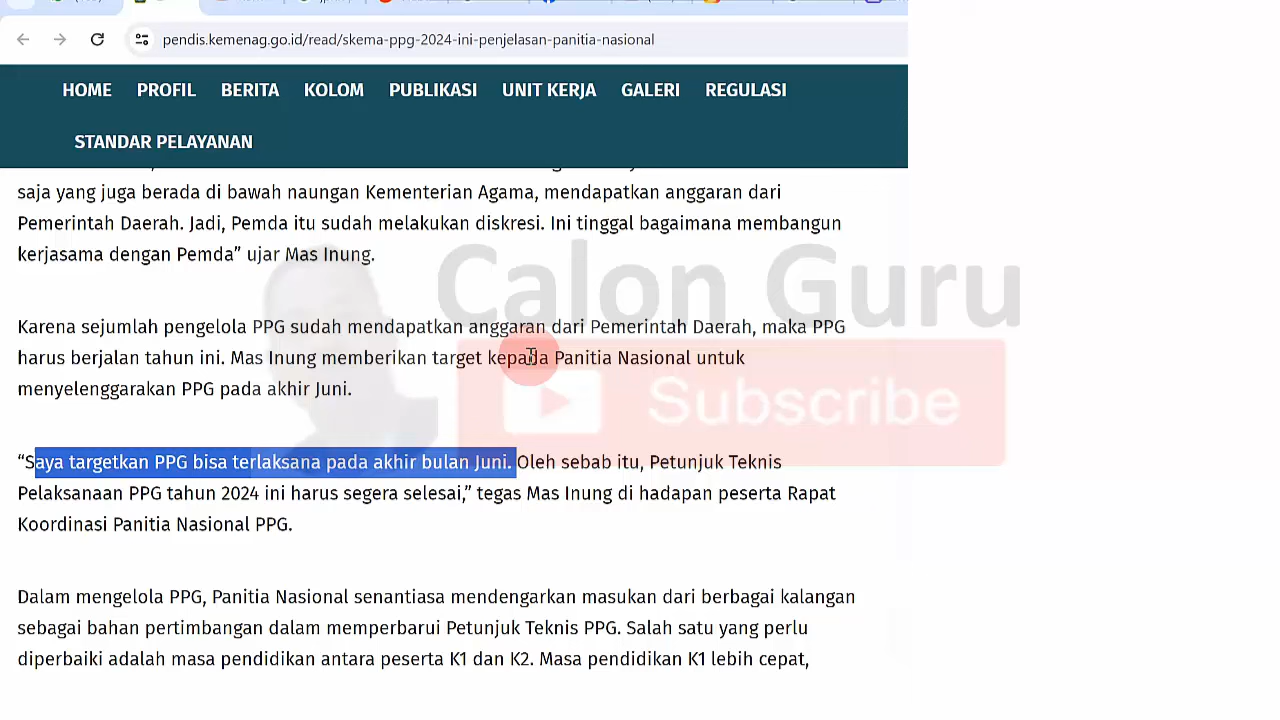 pendis.kemenag.go.id/read/skema-ppg-2024-ini-penjelasan-panitia-nasional
HOME PROFIL BERITA KOLOM PUBLIKASI UNIT KERJA GALERI REGULASI
STANDAR PELAYANAN
saja yang juga berada di bawah naungan Kementerian Agama, mendapatkan anggaran dari
Pemerintah Daerah. Jadi, Pemda itu sudah melakukan diskresi. Ini tinggal bagaimana membangun
kerjasama dengan Pemda” ujar Mas Inung.
Calon Guru
Karena sejumlah pengelola PPG sudah mendapatkan anggaran dari Pemerintah Daerah, maka PPG
harus berjalan tahun ini. Mas Inung memberikan target kepada Panitia Nasional untuk
menyelenggarakan PPG pada akhir Juni.
Subscribe
“Saya targetkan PPG bisa terlaksana pada akhir bulan Juni. Oleh sebab itu, Petunjuk Teknis
Pelaksanaan PPG tahun 2024 ini harus segera selesai,” tegas Mas Inung di hadapan peserta Rapat
Koordinasi Panitia Nasional PPG.
Dalam mengelola PPG, Panitia Nasional senantiasa mendengarkan masukan dari berbagai kalangan
sebagai bahan pertimbangan dalam memperbarui Petunjuk Teknis PPG. Salah satu yang perlu
diperbaiki adalah masa pendidikan antara peserta K1 dan K2. Masa pendidikan K1 lebih cepat,